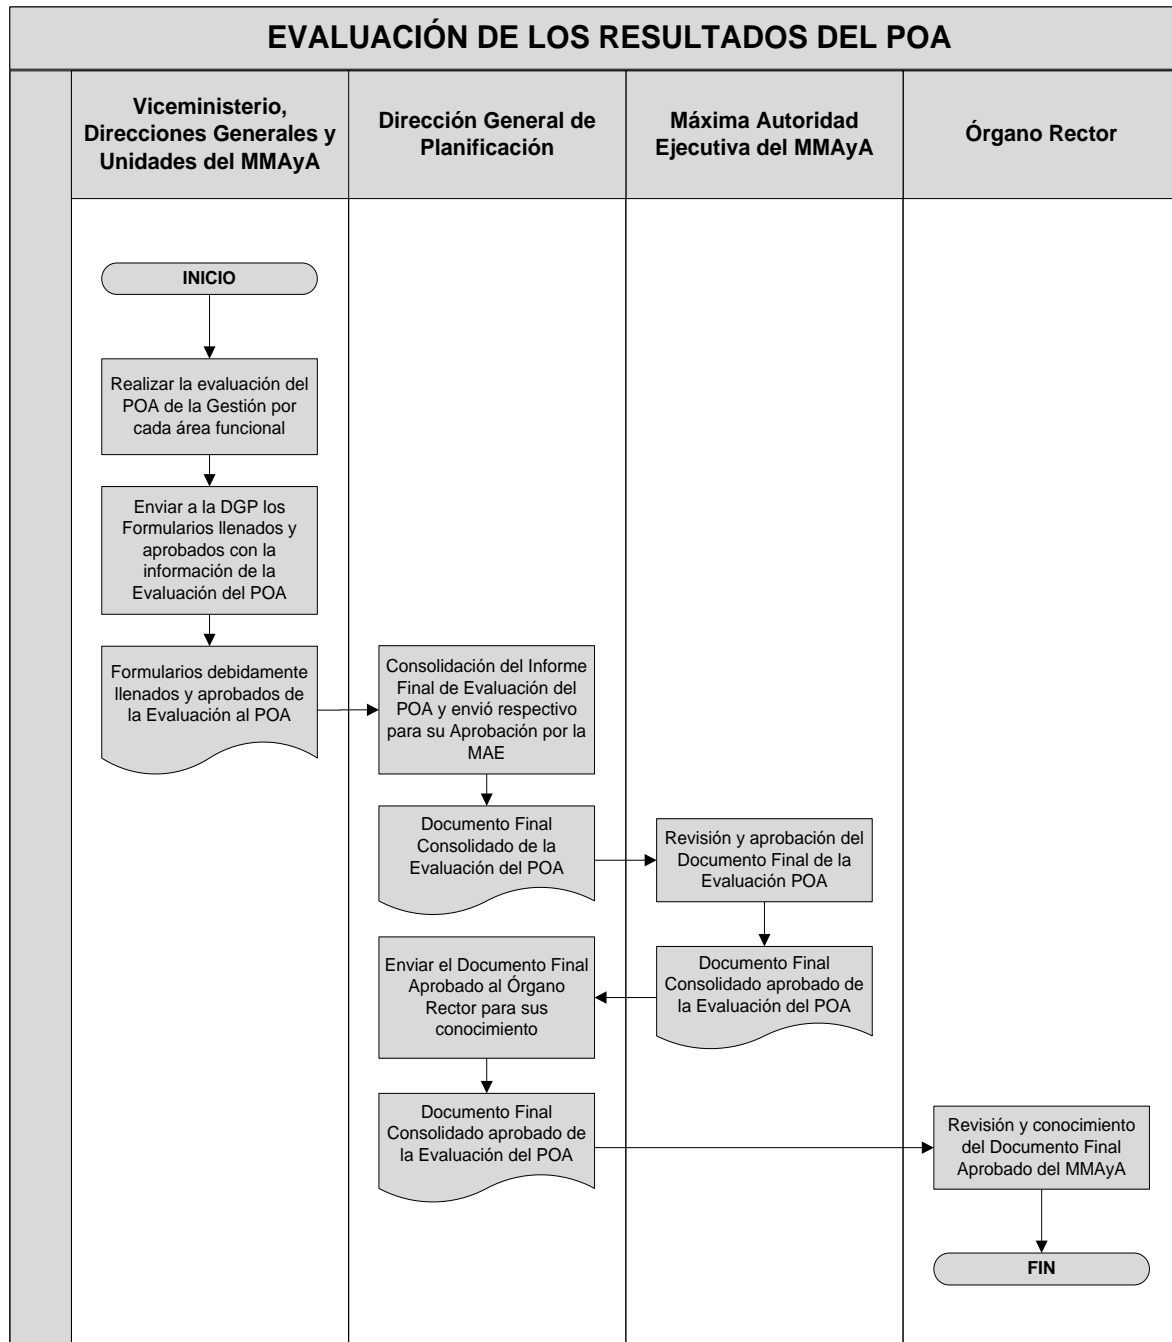 EVALUACIÓN DE LOS RESULTADOS DEL POA
Viceministerio,
Direcciones Generales y
Unidades del MMAyA
Dirección General de
Planificación
Máxima Autoridad
Ejecutiva del MMAyA
Órgano Rector
INICIO
Realizar la evaluación del
POA de la Gestión por
cada área funcional
Enviar a la DGP los
Formularios llenados y
aprobados con la
información de la
Evaluación del POA
Formularios debidamente
llenados y aprobados de
la Evaluación al POA
Consolidación del Informe
Final de Evaluación del
POA y envió respectivo
para su Aprobación por la
MAE
Documento Final
Consolidado de la
Evaluación del POA
Revisión y aprobación del
Documento Final de la
Evaluación POA
Documento Final
Consolidado aprobado de
la Evaluación del POA
Enviar el Documento Final
Aprobado al Órgano
Rector para sus
conocimiento
Documento Final
Consolidado aprobado de
la Evaluación del POA
Revisión y conocimiento
del Documento Final
Aprobado del MMAyA
FIN